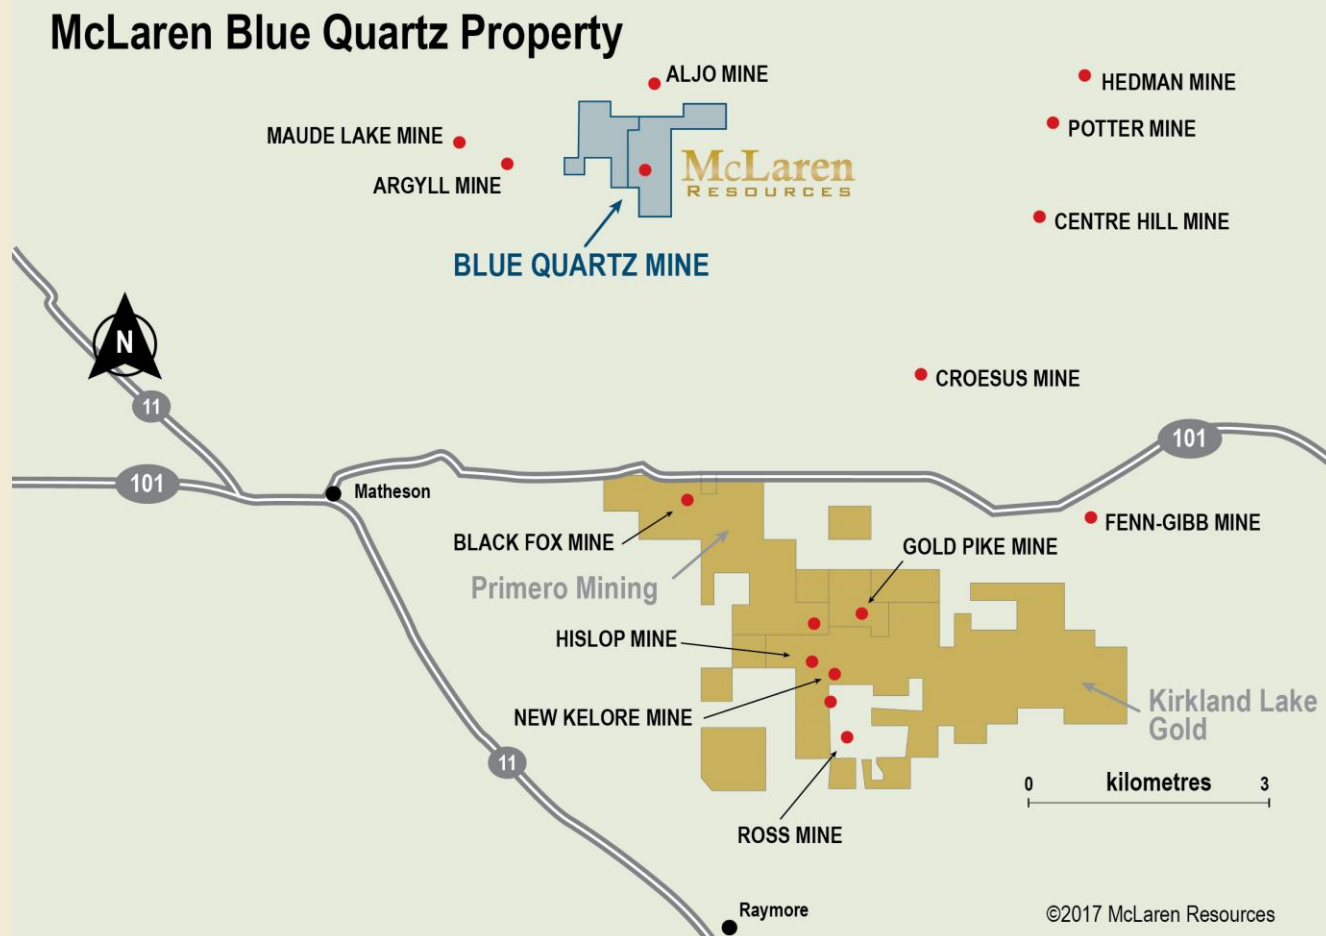 McLaren Blue Quartz Property
ALJO MINE
HEDMAN MINE
POTTER MINE
MAUDE LAKE MINE
ARGYLL MINE
McLaren
RESOURCES
CENTRE HILL MINE
BLUE QUARTZ MINE
N
11
CROESUS MINE
101
101
Matheson
BLACK FOX MINE
FENN-GIBB MINE
GOLD PIKE MINE
Primero Mining
HISLOP MINE
NEW KELORE MINE
Kirkland Lake
Gold
11
0 kilometres 3
ROSS MINE
Raymore
©2017 McLaren Resources